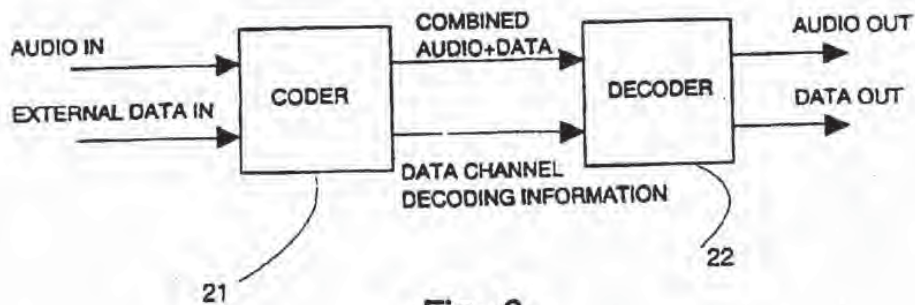 AUDIO IN
EXTERNAL DATA IN
CODER
COMBINED
AUDIO+DATA
DATA CHANNEL
DECODING INFORMATION
DECODER
AUDIO OUT
DATA OUT
21
22